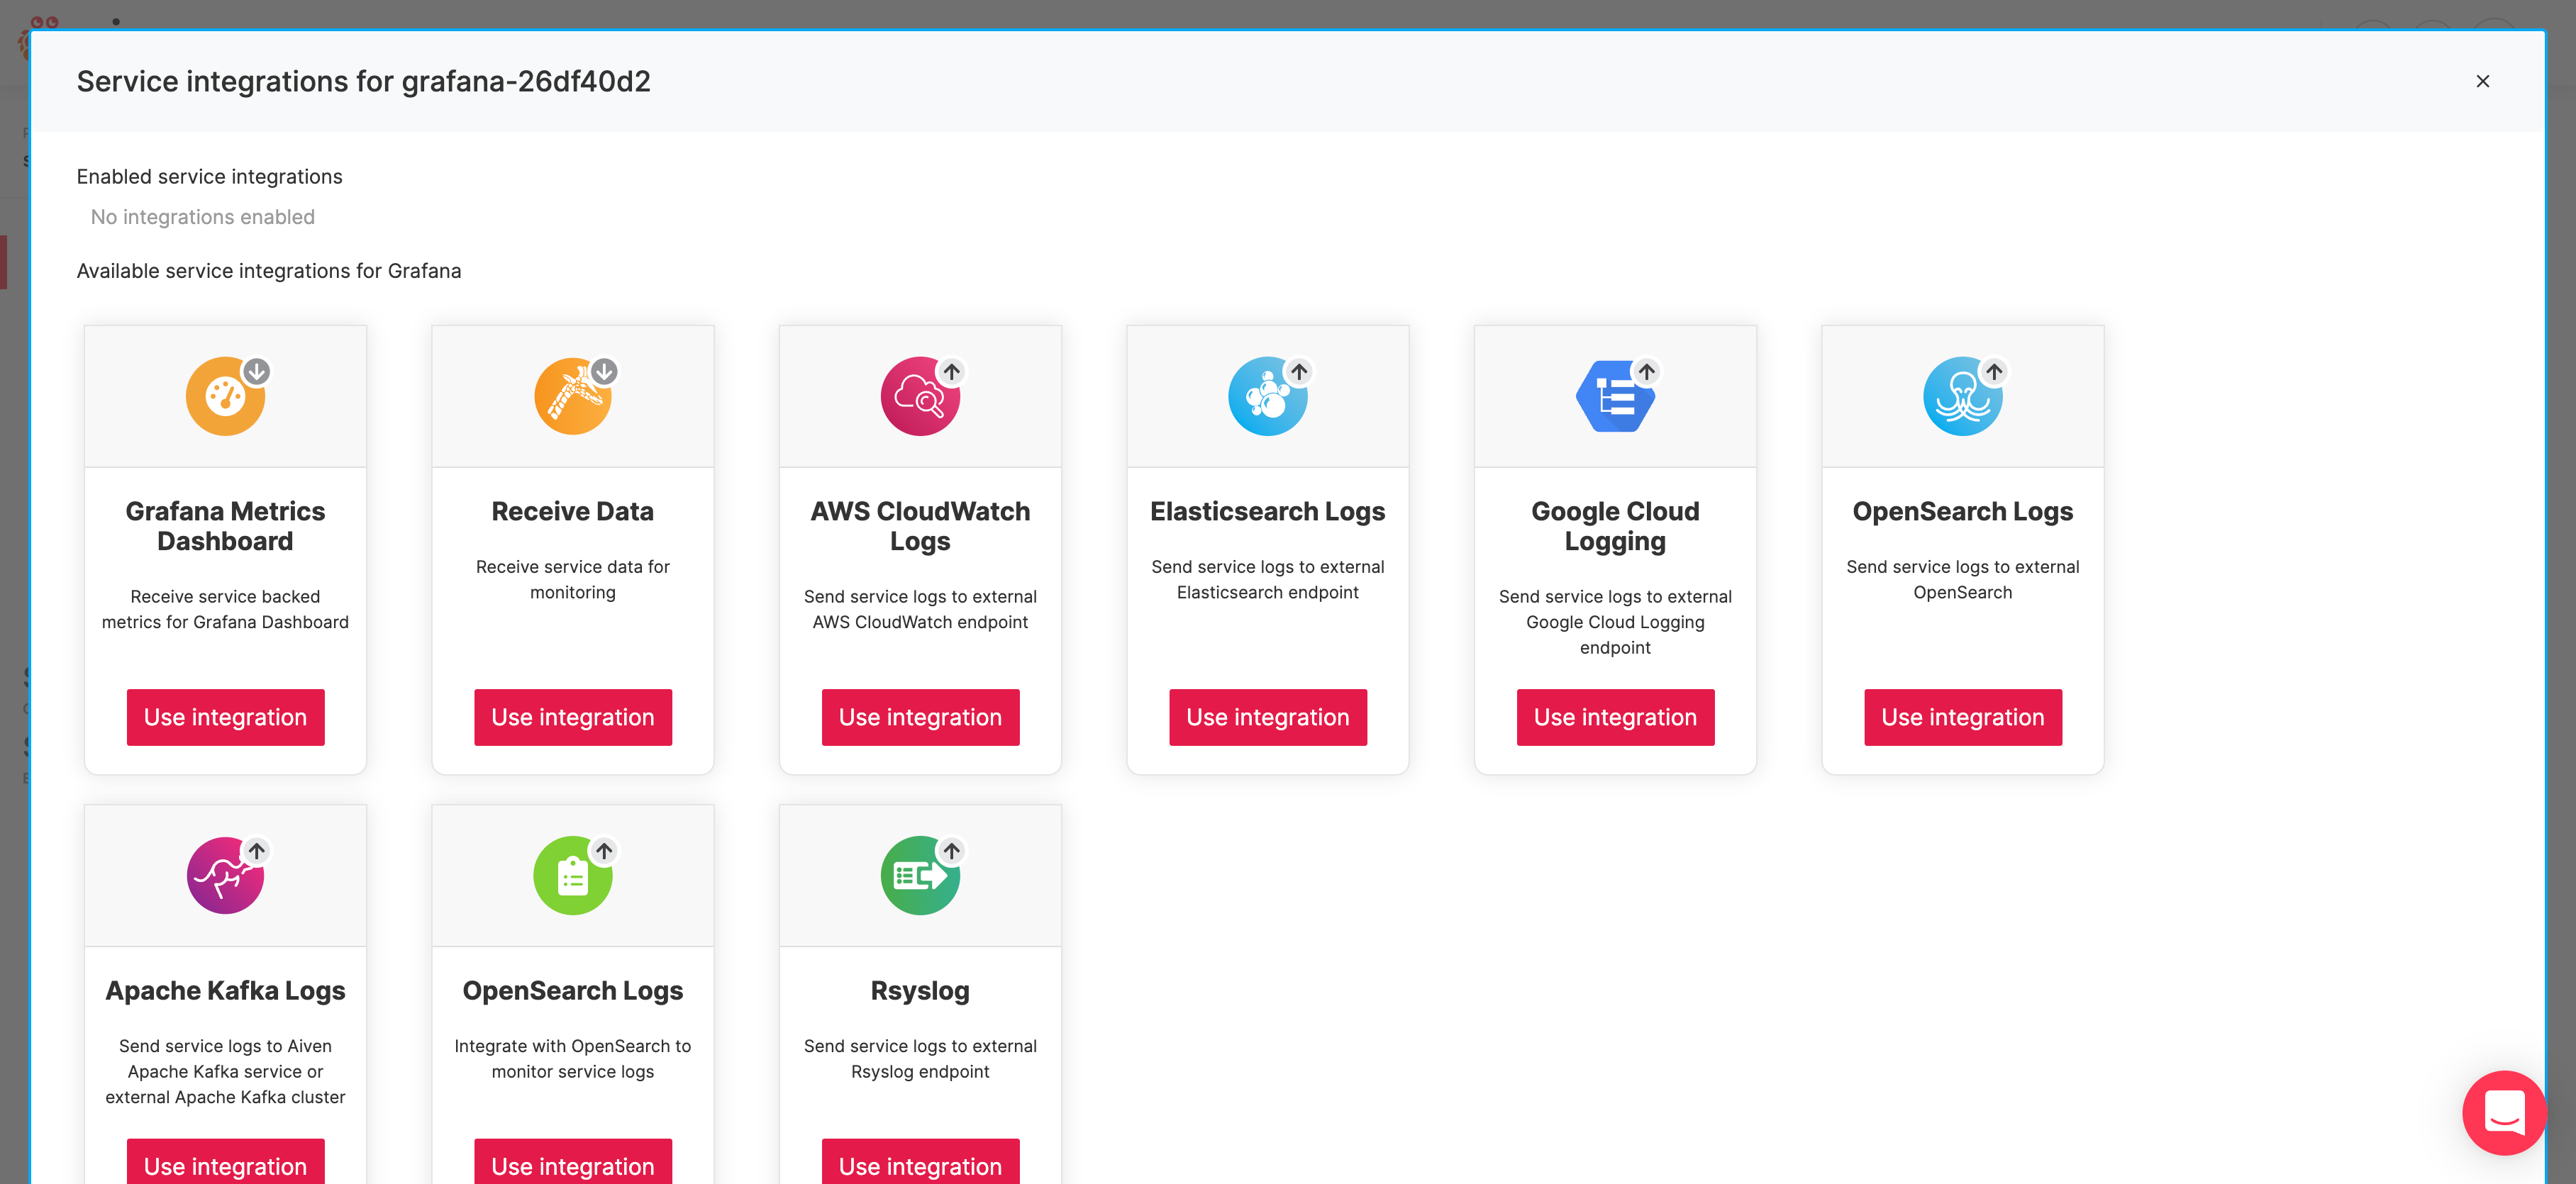 Service integrations for grafana-26df40d2
Enabled service integrations
No integrations enabled
Available service integrations for Grafana
Grafana Metrics
Dashboard
Receive service backed
metrics for Grafana Dashboard
Use integration
Receive Data
Receive service data for
monitoring
Use integration
AWS CloudWatch
Logs
Send service logs to external
AWS CloudWatch endpoint
Use integration
Elasticsearch Logs
Send service logs to external
Elasticsearch endpoint
Use integration
Google Cloud
Logging
Send service logs to external
Google Cloud Logging
endpoint
Use integration
OpenSearch Logs
Send service logs to external
OpenSearch
Use integration
Apache Kafka Logs
Send service logs to Aiven
Apache Kafka service or
external Apache Kafka cluster
Use integration
OpenSearch Logs
Integrate with OpenSearch to
monitor service logs
Use integration
Rsyslog
Send service logs to external
Rsyslog endpoint
Use integration